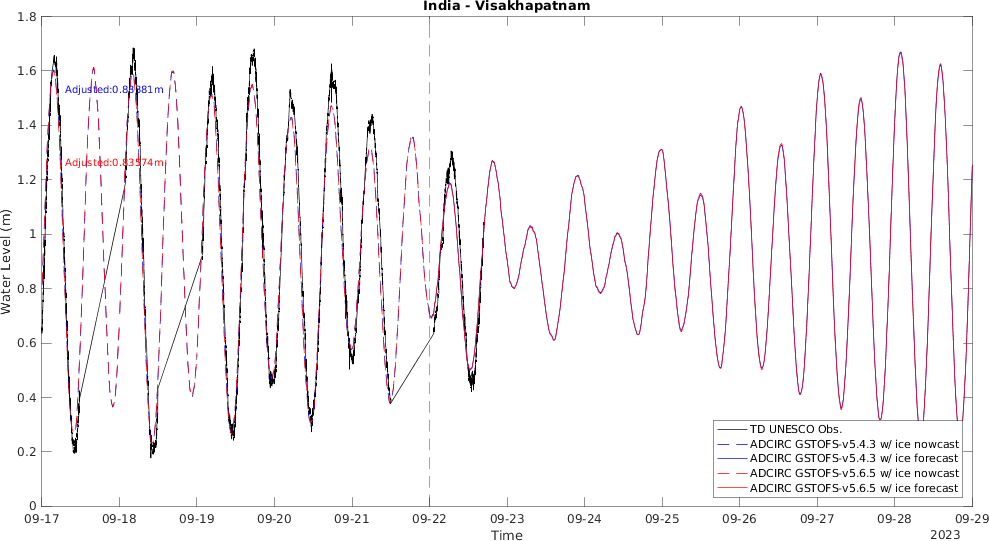 India - Visakhapatnam
1.8
1.6
1.4
1.2
1
0.8
0.6
0.4
0.2
0
Water Level (m)
Adjusted:0.83381m
Adjusted:0.83574m
TD UNESCO Obs.
ADCIRC GSTOFS-v5.4.3 w/ ice nowcast
ADCIRC GSTOFS-v5.4.3 w/ ice forecast
ADCIRC GSTOFS-v5.6.5 w/ ice nowcast
ADCIRC GSTOFS-v5.6.5 w/ ice forecast
09-17 09-18 09-19 09-20 09-21 09-22 09-23 09-24 09-25 09-26 09-27 09-28 09-29
Time
2023